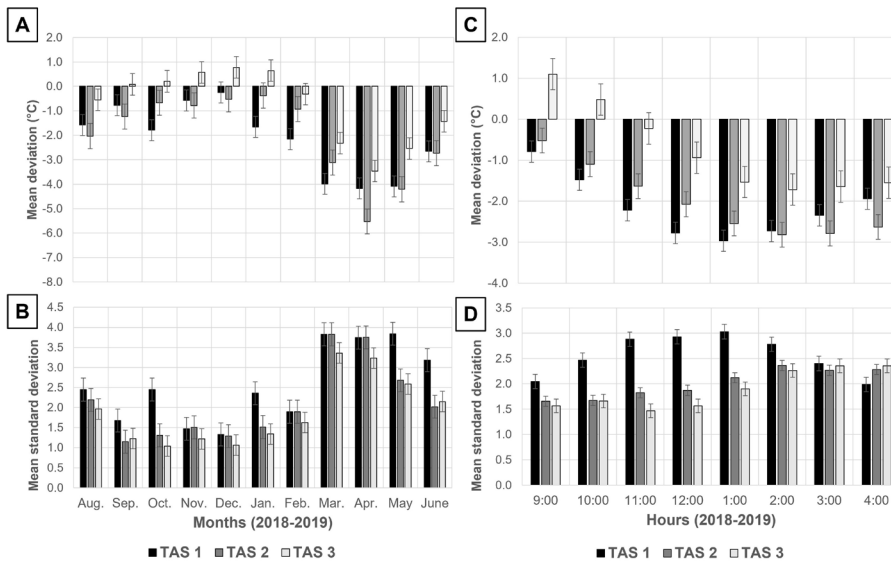 A
Mean deviation (°C)
2.0
1.0
0.0
-1.0
-2.0
-3.0
-4.0
-5.0
-6.0
-7.0
-8.0
B
Mean standard deviation
4.5
4.0
3.5
3.0
2.5
2.0
1.5
1.0
0.5
0.0
Aug. Sep. Oct. Nov. Dec. Jan. Feb. Mar. Apr. May June
Months (2018-2019)
TAS 1 TAS 2 TAS 3
C
Mean deviation (°C)
2.0
1.0
0.0
-1.0
-2.0
-3.0
-4.0
D
Mean standard deviation
3.5
3.0
2.5
2.0
1.5
1.0
0.5
0.0
9:00 10:00 11:00 12:00 1:00 2:00 3:00 4:00
Hours (2018-2019)
TAS 1 TAS 2 TAS 3